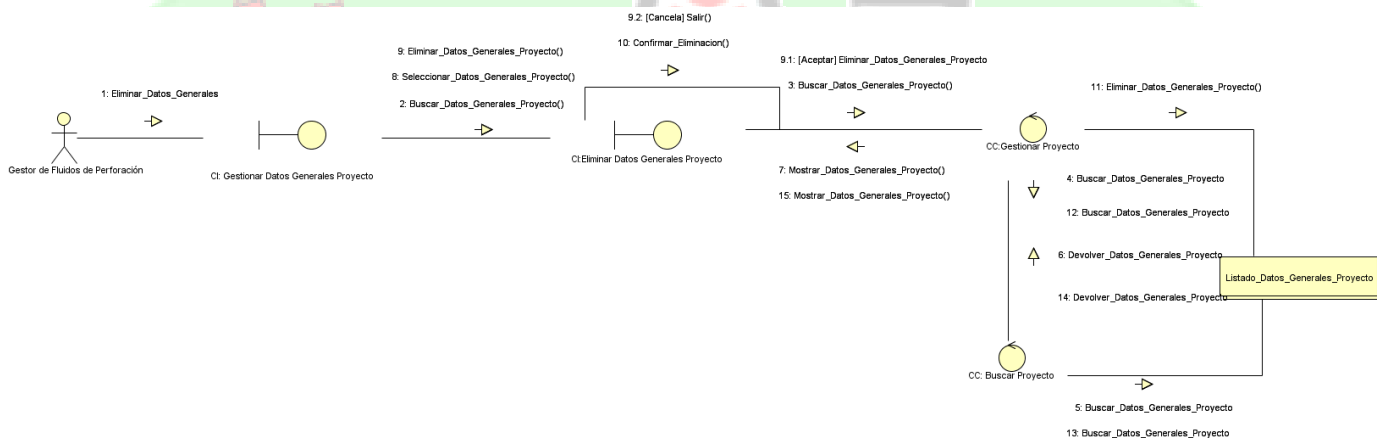 9.2: [Cancela] Salir()
10: Confirmar_Eliminacion()
9: Eliminar_Datos_Generales_Proyecto()
8: Seleccionar_Datos_Generales_Proyecto()
2: Buscar_Datos_Generales_Proyecto()
9.1: [Aceptar] Eliminar_Datos_Generales_Proyecto
3: Buscar_Datos_Generales_Proyecto()
11: Eliminar_Datos_Generales_Proyecto()
1: Eliminar_Datos_Generales
Gestor de Fluidos de Perforación
CI: Gestionar Datos Generales Proyecto
CI:Eliminar Datos Generales Proyecto
CC:Gestionar Proyecto
7: Mostrar_Datos_Generales_Proyecto()
15: Mostrar_Datos_Generales_Proyecto()
4: Buscar_Datos_Generales_Proyecto
12: Buscar_Datos_Generales_Proyecto
6: Devolver_Datos_Generales_Proyecto
14: Devolver_Datos_Generales_Proyecto
Listado_Datos_Generales_Proyecto
CC: Buscar Proyecto
5: Buscar_Datos_Generales_Proyecto
13: Buscar_Datos_Generales_Proyecto